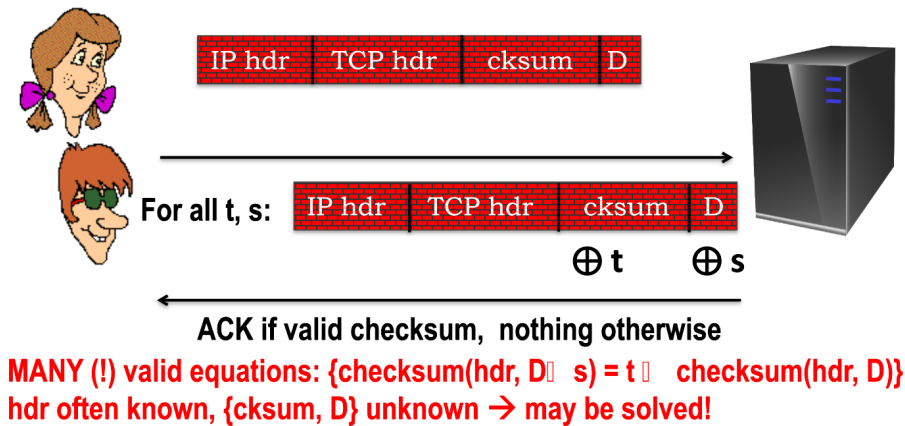 IP hdr TCP hdr cksum D
For all t, s: IP hdr TCP hdr cksum D
⊕ t ⊕ s
ACK if valid checksum, nothing otherwise
MANY (!) valid equations: {checksum(hdr, D▯ s) = t ▯ checksum(hdr, D)}
hdr often known, {cksum, D} unknown → may be solved!